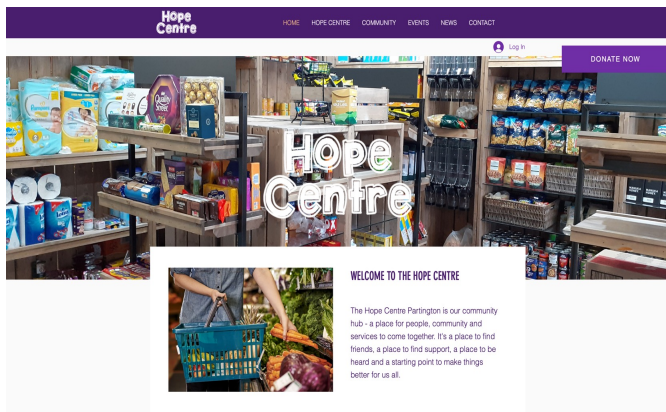 Hope
Centre
HOME HOPE CENTRE COMMUNITY EVENTS NEWS CONTACT
Log In
DONATE NOW
Quality
Street
Hope
Centre
WELCOME TO THE HOPE CENTRE
The Hope Centre Partington is our community
hub - a place for people, community and
services to come together. It's a place to find
friends, a place to find support, a place to be
heard and a starting point to make things
better for us all.